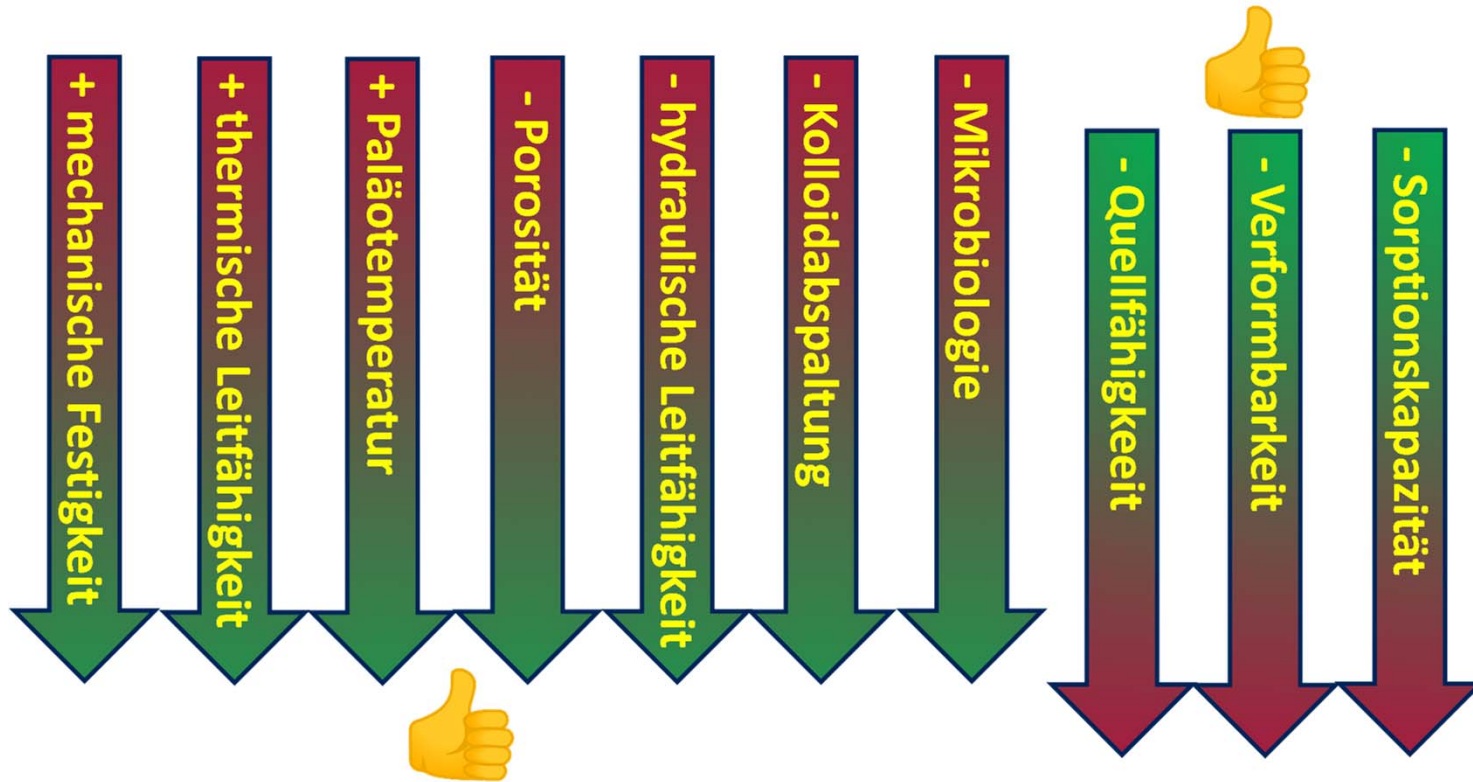 + mechanische Festigkeit
+ thermische Leitfähigkeit
+ Paläotemperatur
- Porosität
- hydraulische Leitfähigkeit
- Kolloidabspaltung
- Mikrobiologie
- Quellfähigkeeit
- Verformbarkeit
- Sorptionskapazität